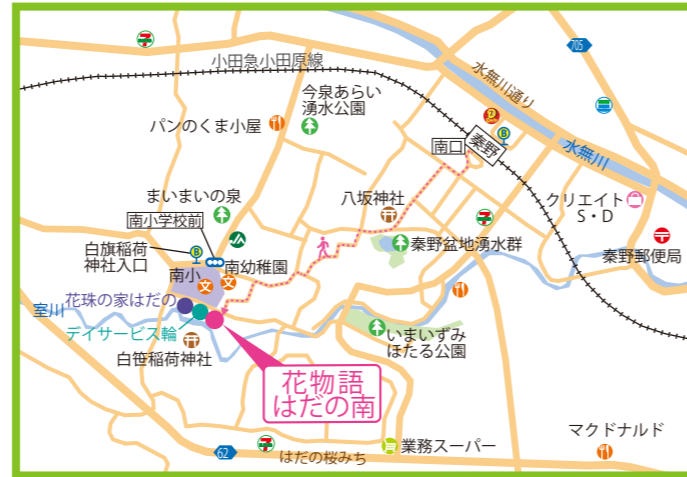 705
小田急小田原線
水無川通り
今泉あらい
湧水公園
パンのくま小屋
B
南口
秦野
水無川
まいまいの泉
八坂神社
クリエイト
S・D
南小学校前
JA
白旗稲荷
神社入口
B
秦野盆地湧水群
秦野郵便局
南小
文
南幼稚園
文
花珠の家はだの
室川
デイサービス輪
いまいずみ
ほたる公園
白笹稲荷神社
花物語
はだの南
マクドナルド
業務スーパー
62
はだの桜みち